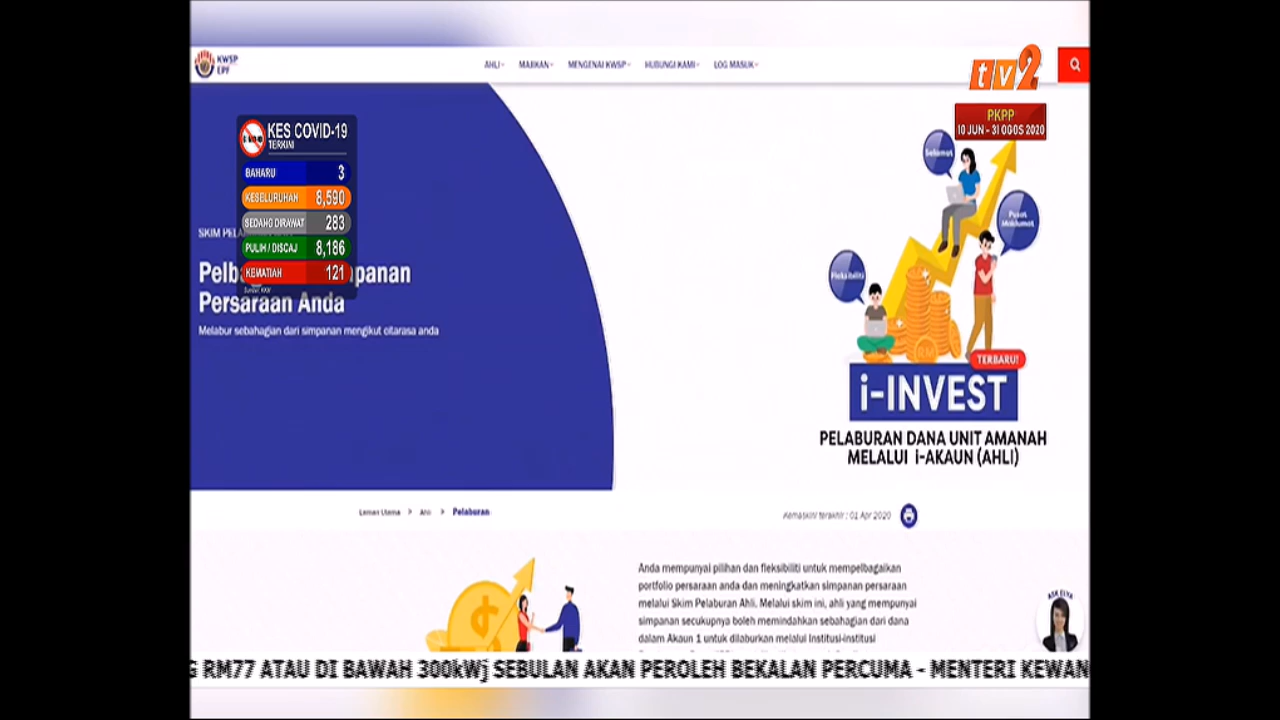 KWSP
EPF
AHLI
MAJIKAN
MENGENAI KWSP
HUBUNGI KAMI
LOG MASUK
tv2
PKPP
10 JUN - 31 OGOS 2020
KES COVID-19
TERKINI
BAHARU 3
KESELURUHAN 8,590
SEDANG DIRAWAT 283
PULIH / DISCAJ 8,186
KEMATIAN 121
SKIM
Persaraan Anda
Melabur sebahagian dari simpanan mengikut citarasa anda
Selamat
Pusat
Maklumat
Fleksibiliti
TERBARU!
i-INVEST
PELABURAN DANA UNIT AMANAH
MELALUI i-AKAUN (AHLI)
Laman Utama > Ahli > Pelaburan
Kemaskini terakhir : 01 Apr 2020
Anda mempunyai pilihan dan fleksibiliti untuk mempelbagaikan
portfolio persaraan anda dan meningkatkan simpanan persaraan
melalui Skim Pelaburan Ahli. Melalui skim ini, ahli yang mempunyai
simpanan secukupnya boleh memindahkan sebahagian dari dana
dalam Akaun 1 untuk dilaburkan melalui Institusi-institusi
ASK ELYA
G RM77 ATAU DI BAWAH 300kWj SEBULAN AKAN PEROLEH BEKALAN PERCUMA - MENTERI KEWAN